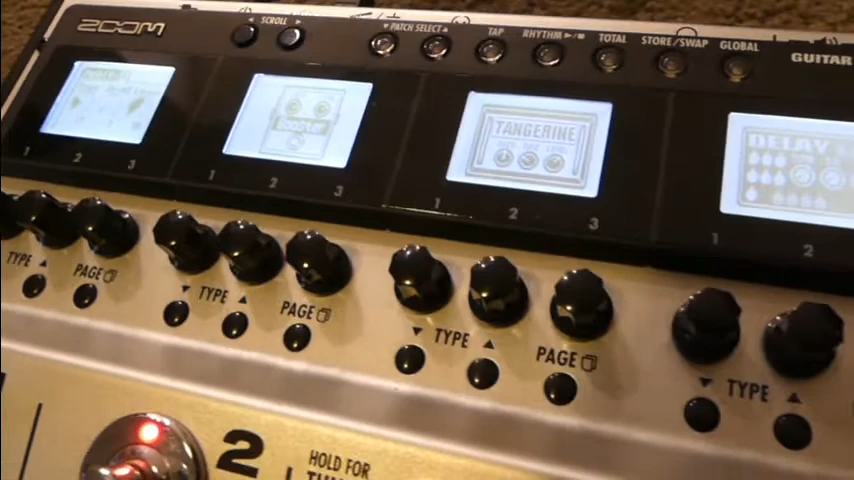 ZOOM
◀ SCROLL ▶
▼ PATCH SELECT ▲
TAP
RHYTHM ▶/■
TOTAL
STORE/SWAP
GLOBAL
GUITAR
BOOSTER
TANGERINE
DELAY
1 2 3
1 2 3
1 2 3
1 2
TYPE ▲
PAGE
▼ TYPE ▲
PAGE
▼ TYPE ▲
PAGE
▼ TYPE ▲
2
HOLD FOR